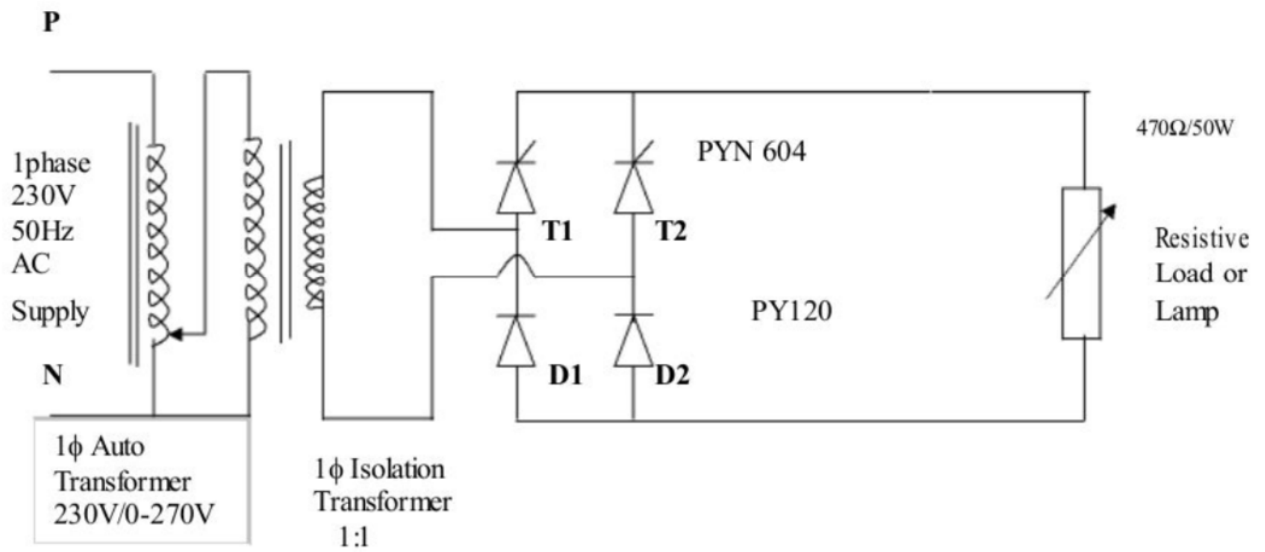 P
1phase
230V
50Hz
AC
Supply
N
1ϕ Auto
Transformer
230V/0-270V
1ϕ Isolation
Transformer
1:1
T1
T2
PYN 604
D1
D2
PY120
470Ω/50W
Resistive
Load or
Lamp